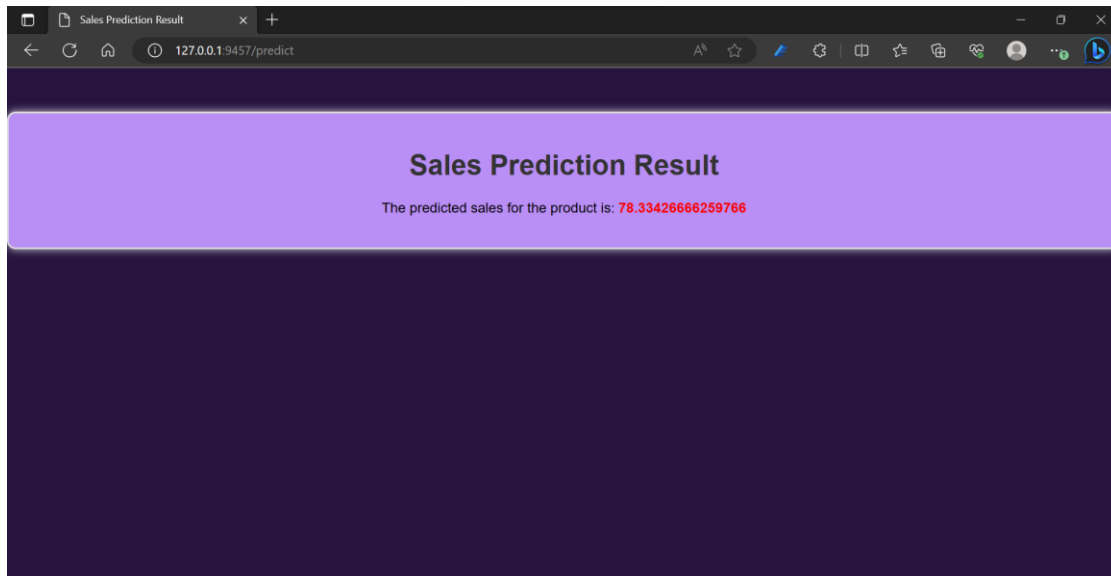 Sales Prediction Result
127.0.0.1:9457/predict
Sales Prediction Result
The predicted sales for the product is: 78.33426666259766